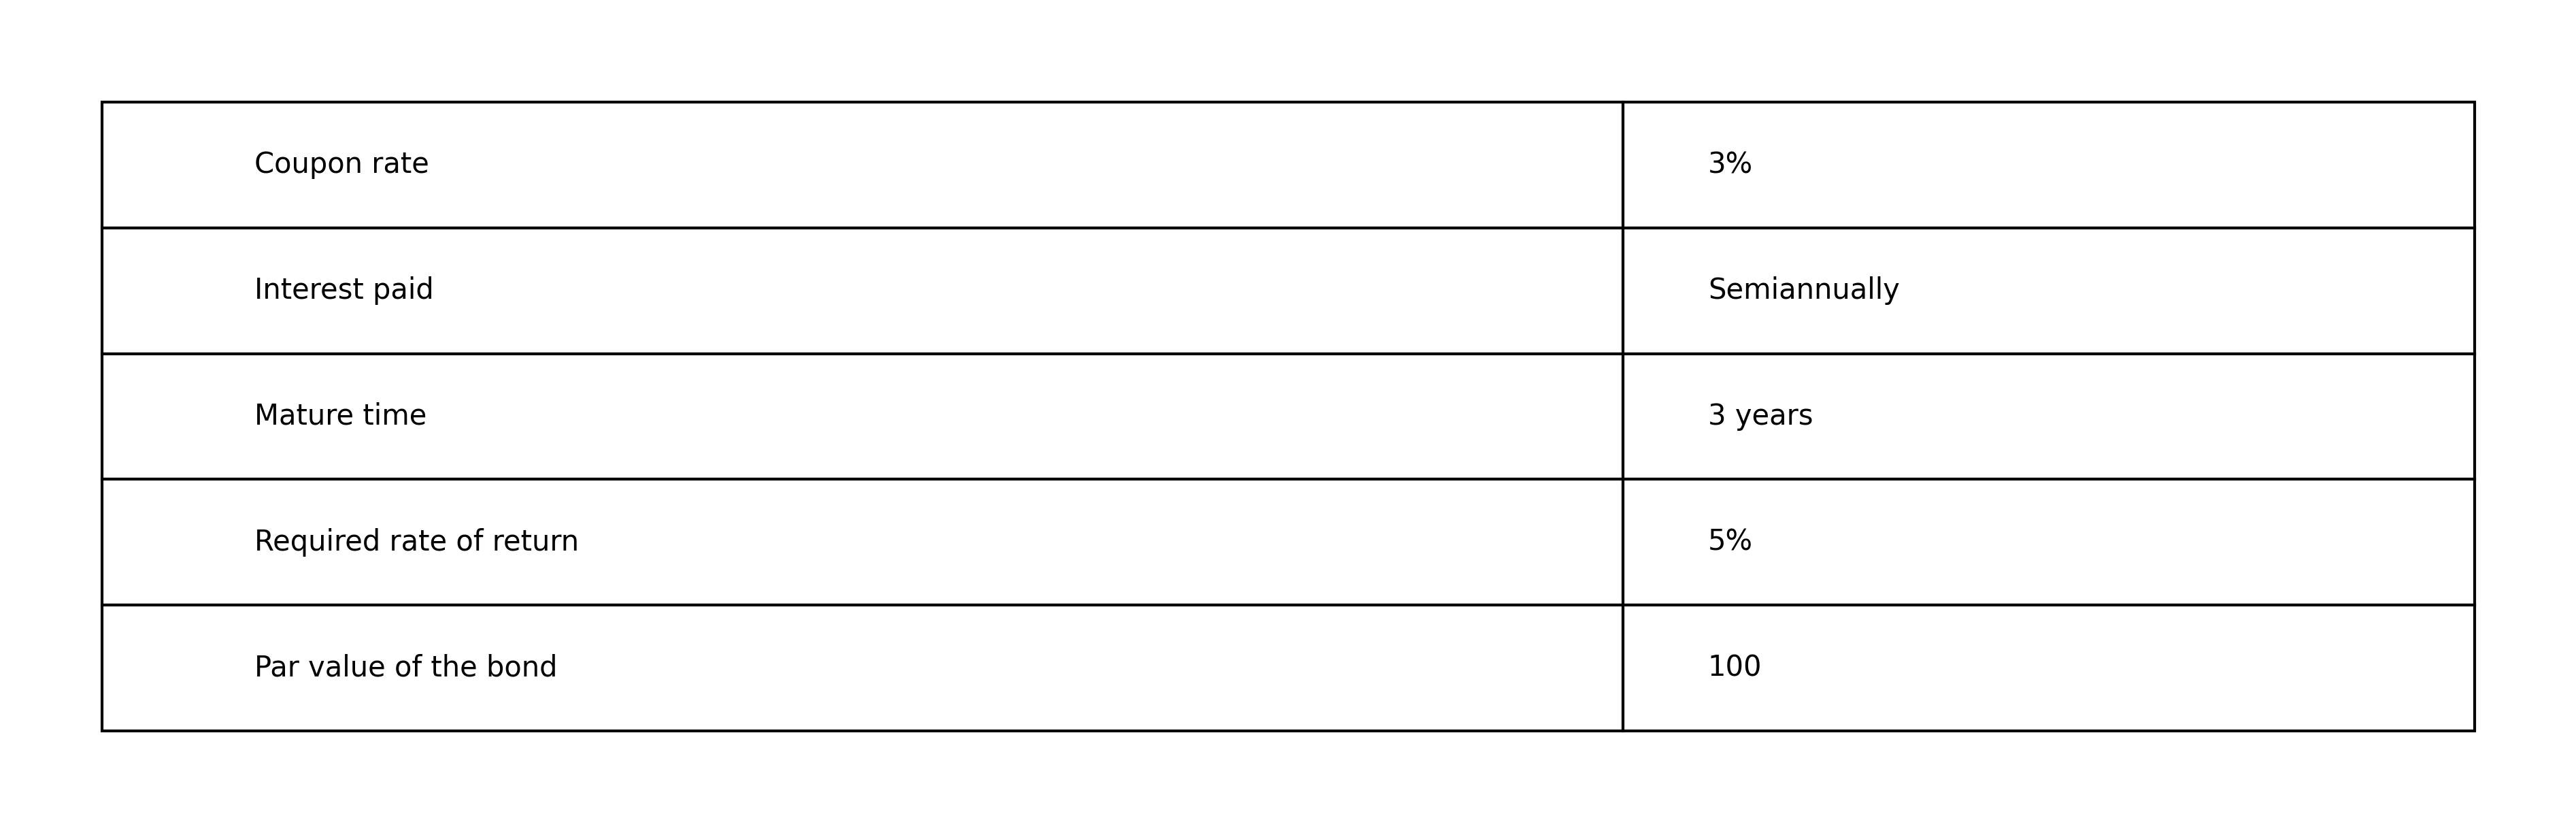 Coupon rate 3%
Interest paid Semiannually
Mature time 3 years
Required rate of return 5%
Par value of the bond 100